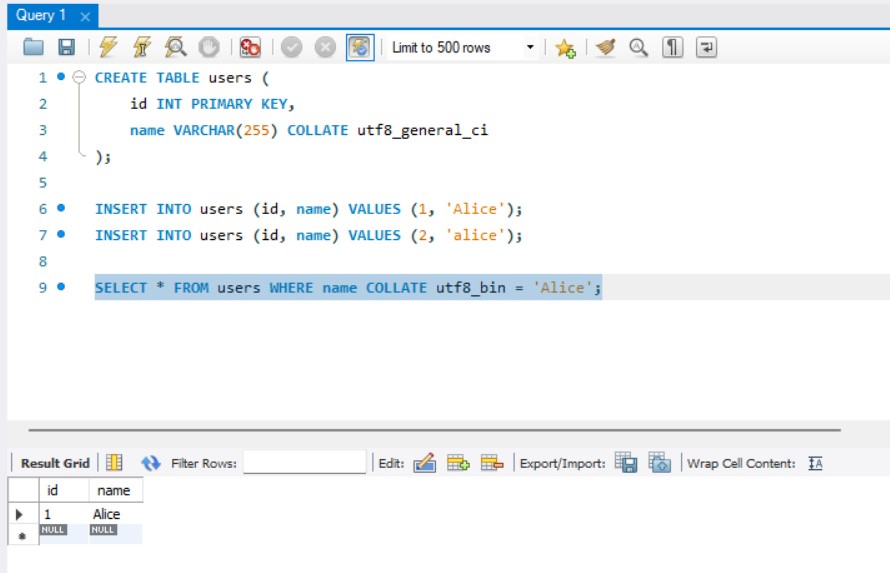 Query 1
Limit to 500 rows
1 CREATE TABLE users (
2 id INT PRIMARY KEY,
3 name VARCHAR(255) COLLATE utf8_general_ci
4 );
5
6 INSERT INTO users (id, name) VALUES (1, 'Alice');
7 INSERT INTO users (id, name) VALUES (2, 'alice');
8
9 SELECT * FROM users WHERE name COLLATE utf8_bin = 'Alice';
Result Grid Filter Rows: Edit: Export/Import: Wrap Cell Content:
id name
1 Alice
NULL NULL